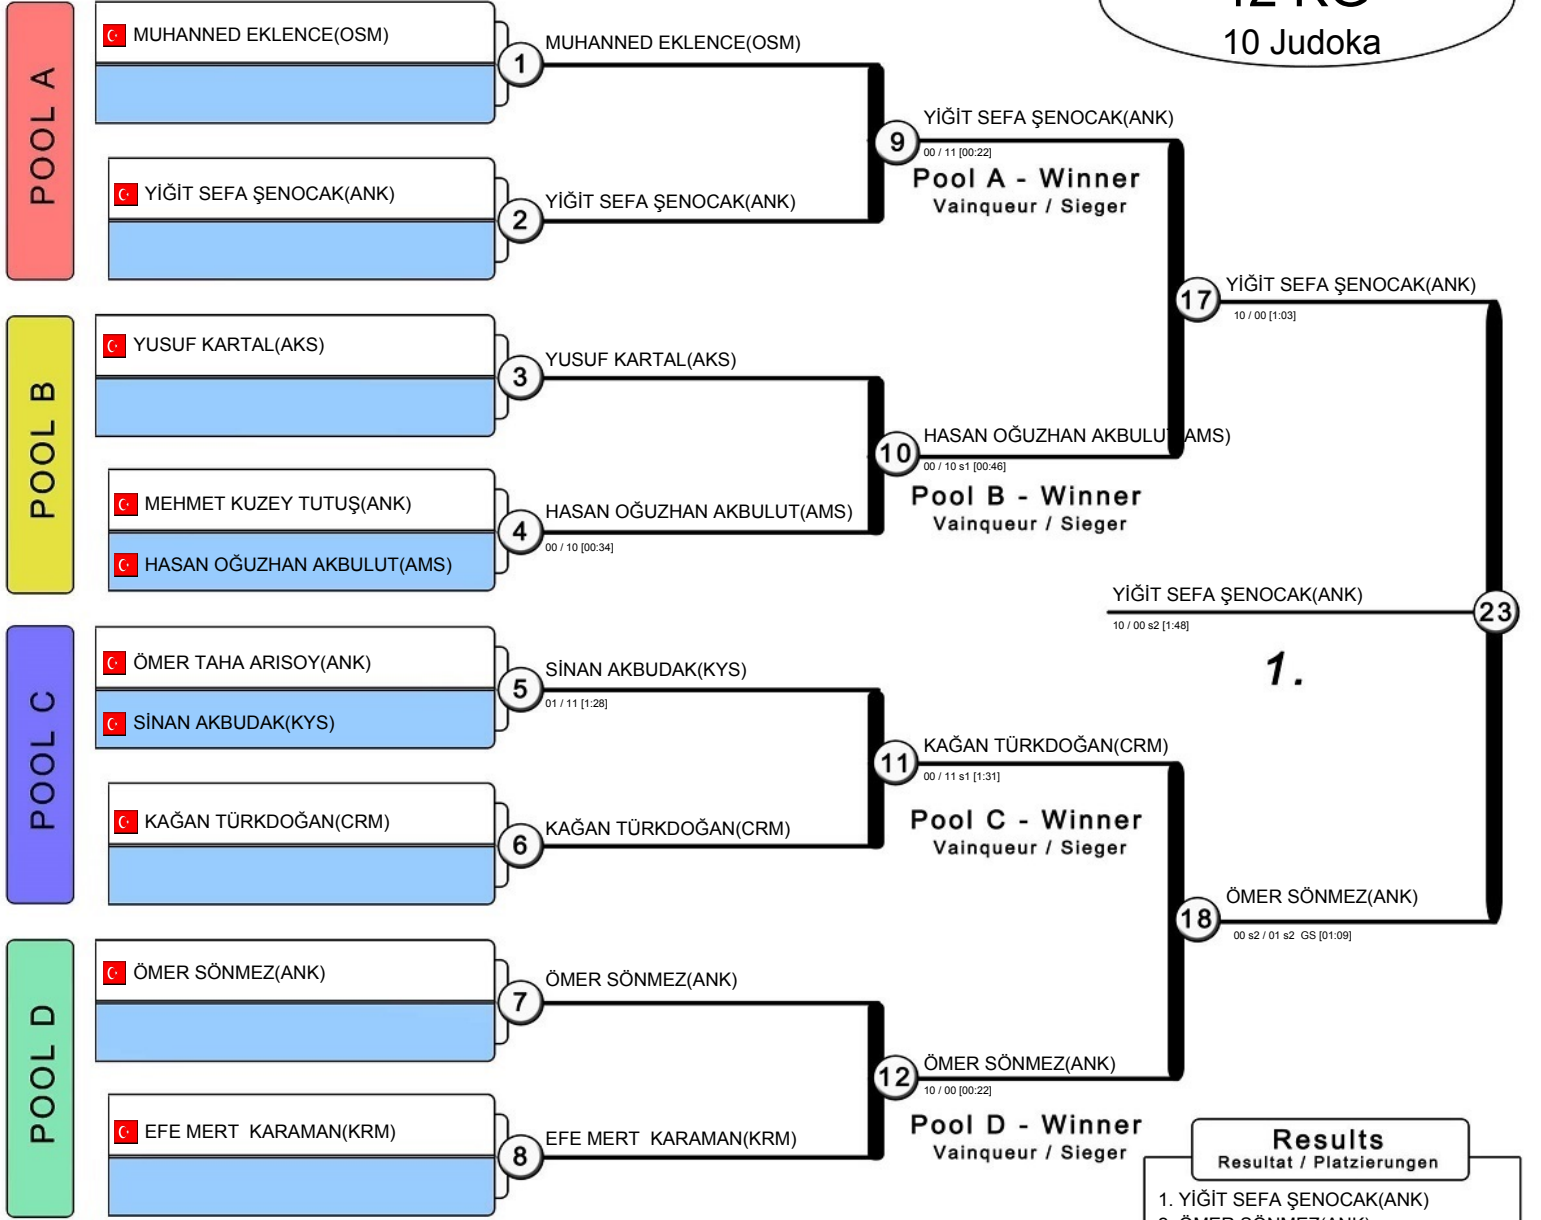 10 Judoka
POOL A
MUHANNED EKLENCE(OSM)
1
MUHANNED EKLENCE(OSM)
YİĞİT SEFA ŞENOCAK(ANK)
2
YİĞİT SEFA ŞENOCAK(ANK)
9
YİĞİT SEFA ŞENOCAK(ANK)
00 / 11 [00:22]
Pool A - Winner
Vainqueur / Sieger
POOL B
YUSUF KARTAL(AKS)
3
YUSUF KARTAL(AKS)
MEHMET KUZEY TUTUŞ(ANK)
HASAN OĞUZHAN AKBULUT(AMS)
4
HASAN OĞUZHAN AKBULUT(AMS)
00 / 10 [00:34]
10
HASAN OĞUZHAN AKBULUT(AMS)
00 / 10 s1 [00:46]
Pool B - Winner
Vainqueur / Sieger
17
YİĞİT SEFA ŞENOCAK(ANK)
10 / 00 [1:03]
POOL C
ÖMER TAHA ARISOY(ANK)
SİNAN AKBUDAK(KYS)
5
SİNAN AKBUDAK(KYS)
01 / 11 [1:28]
KAĞAN TÜRKDOĞAN(CRM)
6
KAĞAN TÜRKDOĞAN(CRM)
11
KAĞAN TÜRKDOĞAN(CRM)
00 / 11 s1 [1:31]
Pool C - Winner
Vainqueur / Sieger
POOL D
ÖMER SÖNMEZ(ANK)
7
ÖMER SÖNMEZ(ANK)
EFE MERT  KARAMAN(KRM)
8
EFE MERT  KARAMAN(KRM)
12
ÖMER SÖNMEZ(ANK)
10 / 00 [00:22]
Pool D - Winner
Vainqueur / Sieger
18
ÖMER SÖNMEZ(ANK)
00 s2 / 01 s2  GS [01:09]
23
YİĞİT SEFA ŞENOCAK(ANK)
10 / 00 s2 [1:48]
1.
Results
Resultat / Platzierungen
1. YİĞİT SEFA ŞENOCAK(ANK)